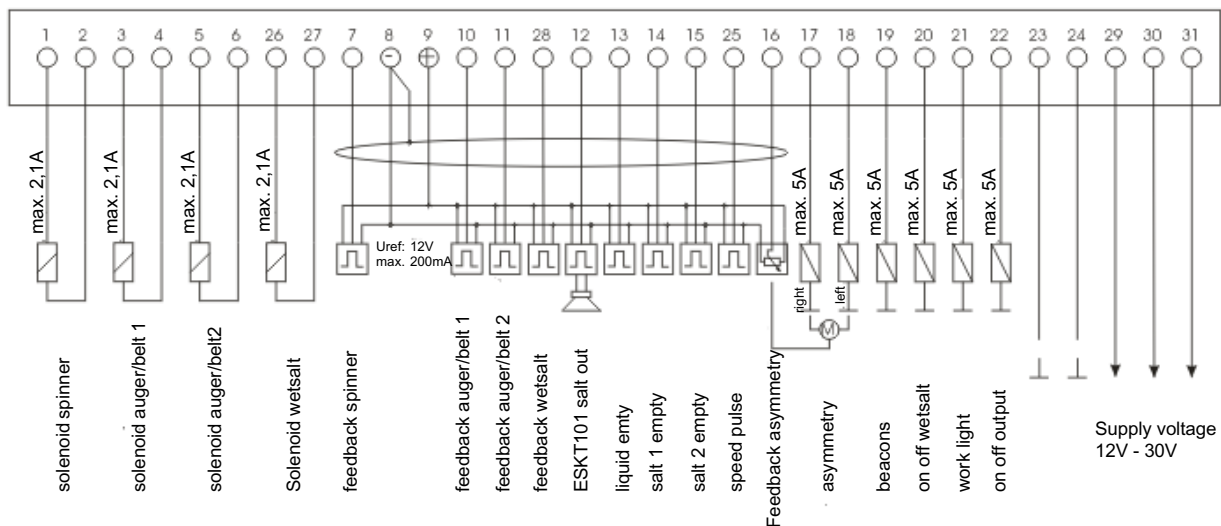 1 2 3 4 5 6 26 27 7 8 9 10 11 28 12 13 14 15 25 16 17 18 19 20 21 22 23 24 29 30 31
- +
max. 2,1A
max. 2,1A
max. 2,1A
max. 2,1A
max. 5A
max. 5A
max. 5A
max. 5A
max. 5A
max. 5A
Uref: 12V
max. 200mA
right
left
M
solenoid spinner
solenoid auger/belt 1
solenoid auger/belt2
Solenoid wetsalt
feedback spinner
feedback auger/belt 1
feedback auger/belt 2
feedback wetsalt
ESKT101 salt out
liquid emty
salt 1 empty
salt 2 empty
speed pulse
Feedback asymmetry
asymmetry
beacons
on off wetsalt
work light
on off output
Supply voltage
12V - 30V